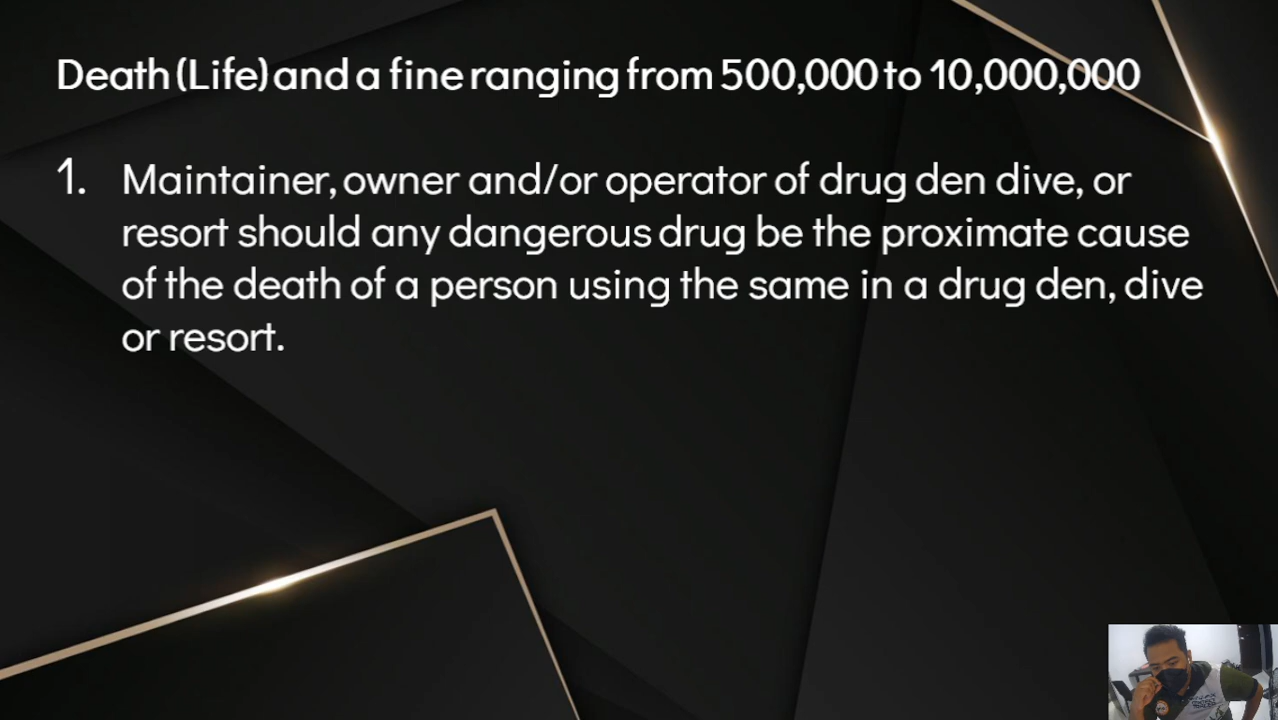 Death (Life) and a fine ranging from 500,000 to 10,000,000
1. Maintainer, owner and/or operator of drug den dive, or
resort should any dangerous drug be the proximate cause
of the death of a person using the same in a drug den, dive
or resort.